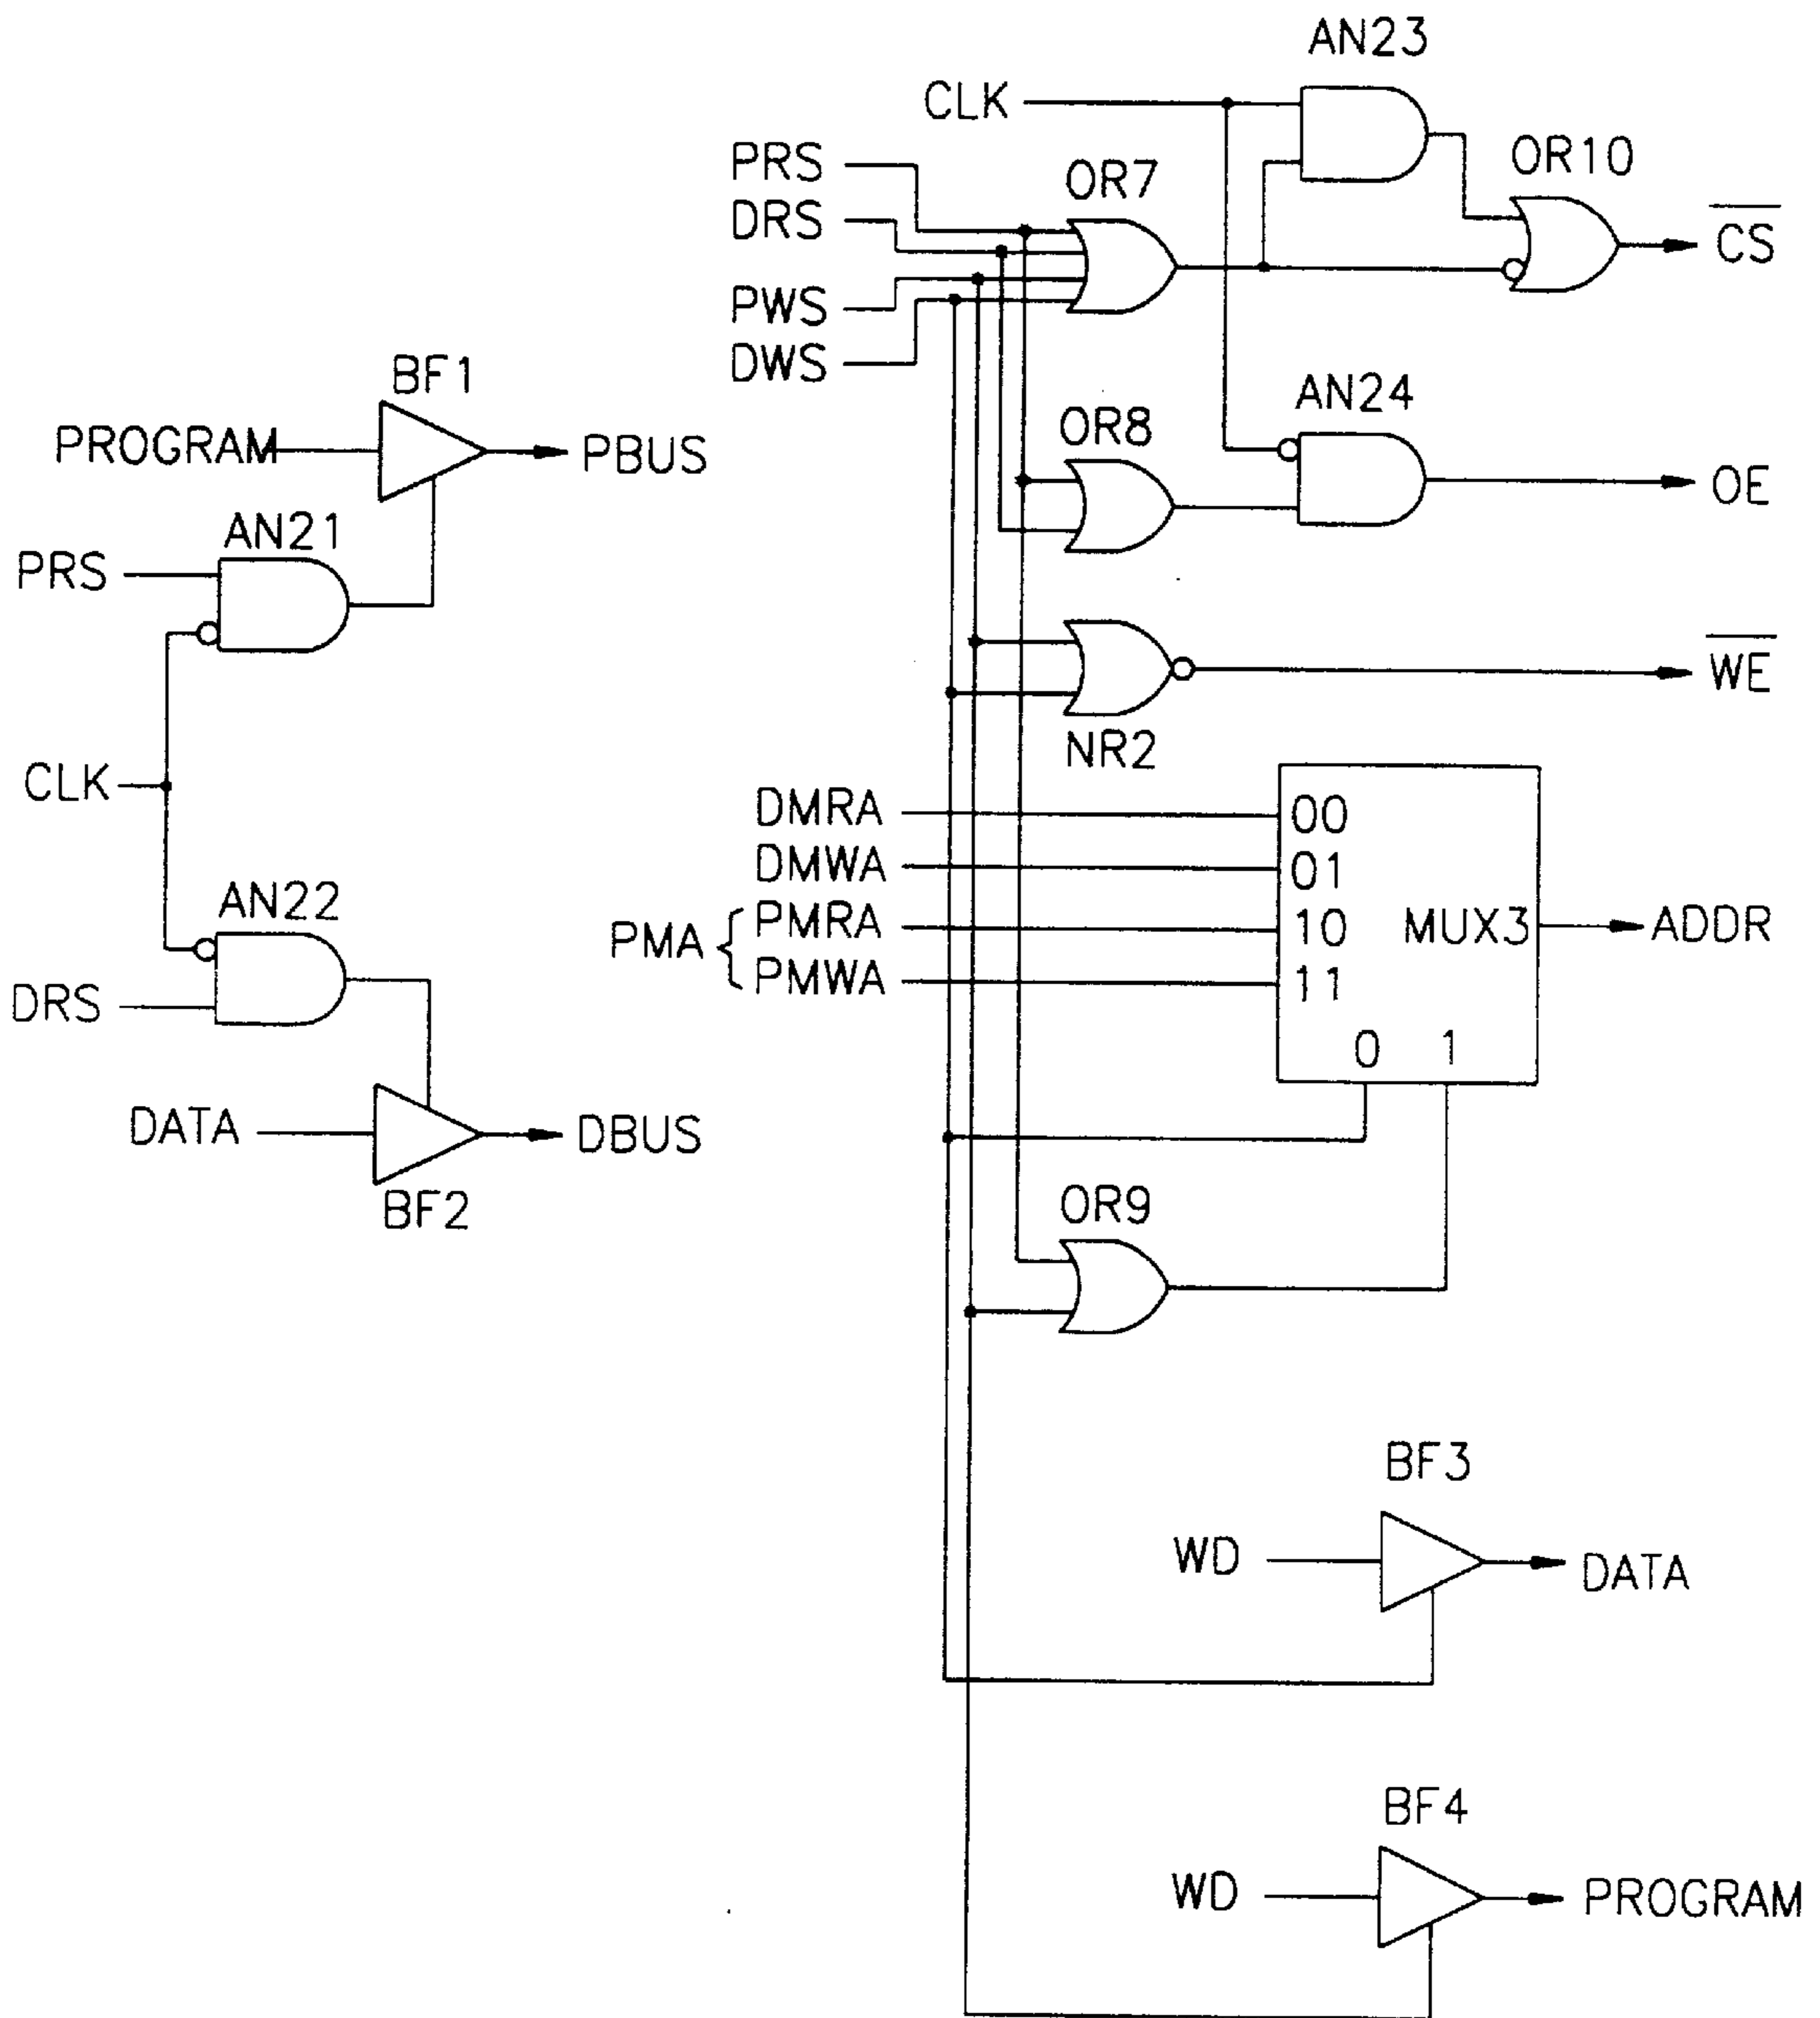 AN23
CLK
PRS
OR7
OR10
DRS
CS
PWS
DWS
BF1
AN24
PROGRAM
PBUS
OR8
OE
AN21
PRS
WE
NR2
CLK
DMRA
00
DMWA
01
AN22
PMA
PMRA
10
MUX3
ADDR
PMWA
11
DRS
0 1
DATA
DBUS
OR9
BF2
BF3
WD
DATA
BF4
WD
PROGRAM